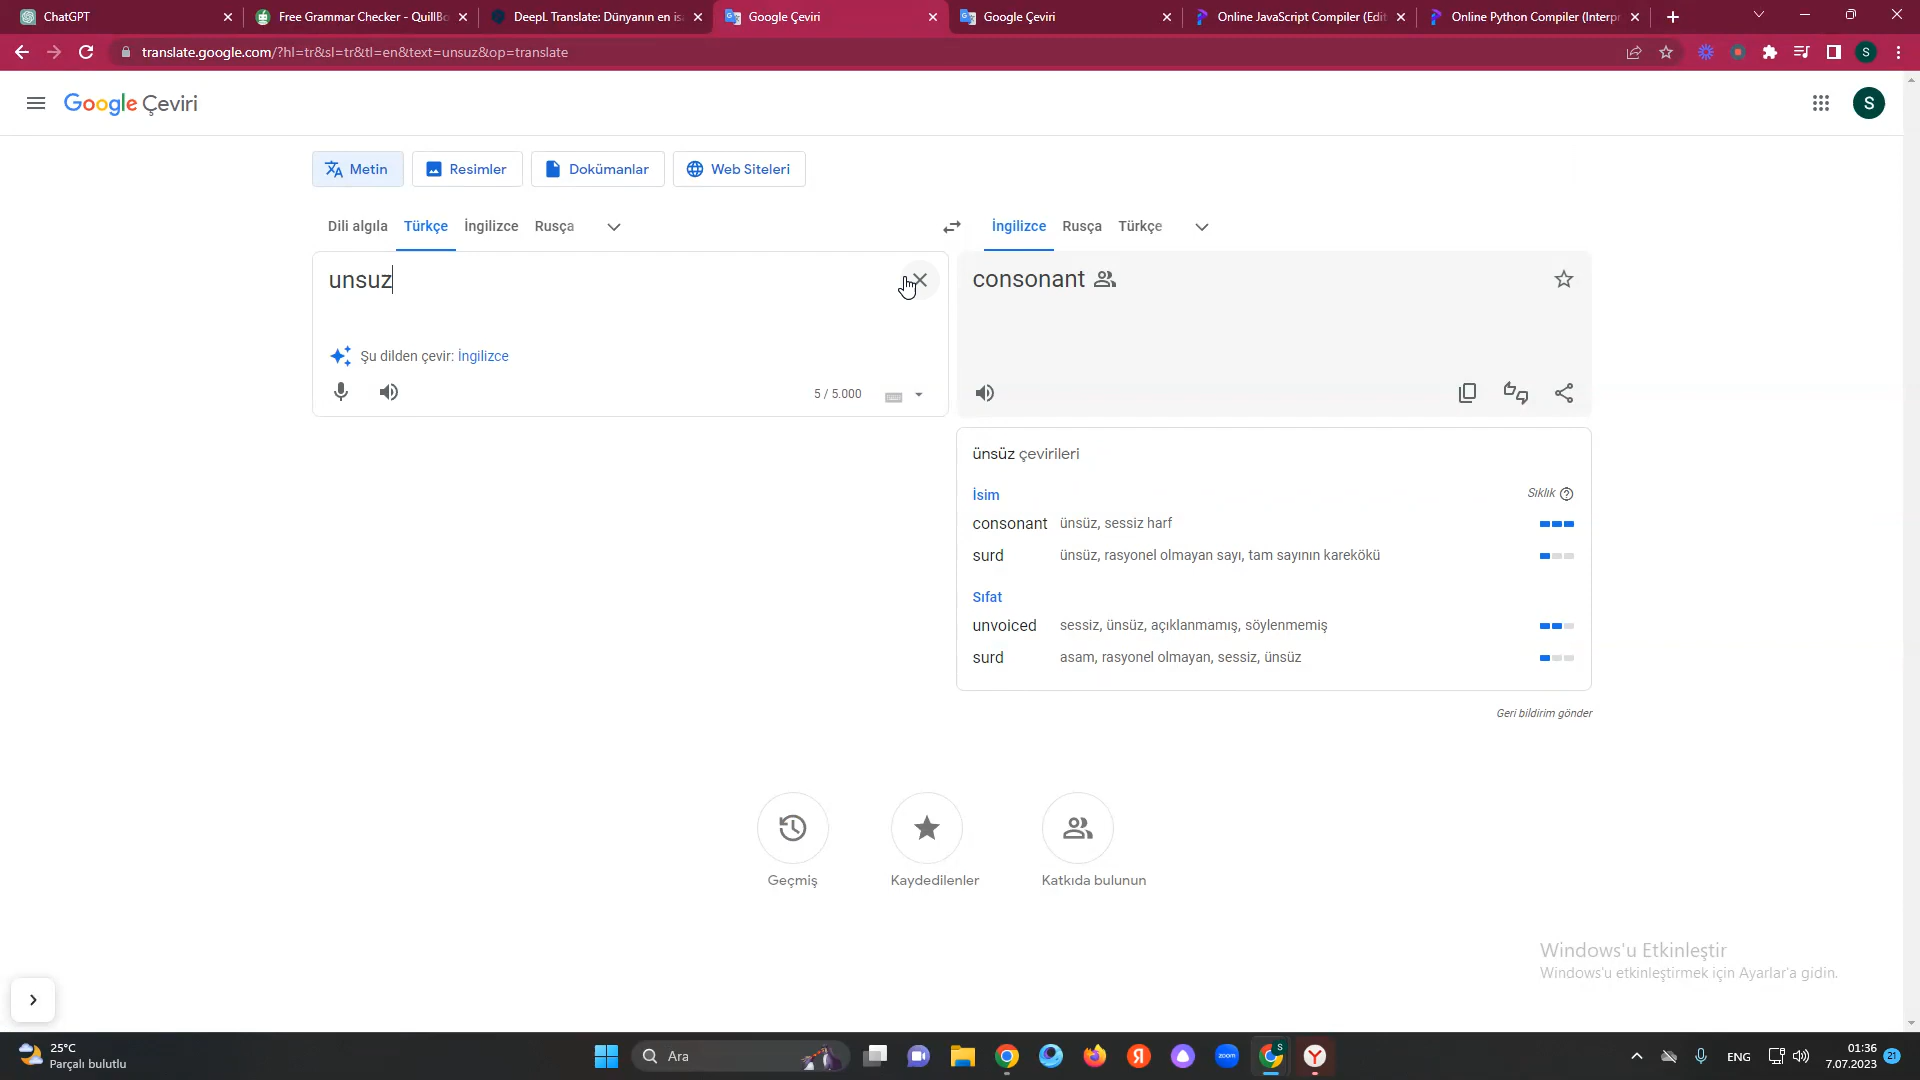 ChatGPT
Free Grammar Checker - QuillBo
DeepL Translate: Dünyanın en is
Google Çeviri
Google Çeviri
Online JavaScript Compiler (Edit
Online Python Compiler (Interpr
translate.google.com/?hl=tr&sl=tr&tl=en&text=unsuz&op=translate
S
Google Çeviri
S
Metin
Resimler
Dokümanlar
Web Siteleri
Dili algıla Türkçe İngilizce Rusça
İngilizce Rusça Türkçe
unsuz
consonant
Şu dilden çevir: İngilizce
5 / 5.000
ünsüz çevirileri
İsim
Sıklık
consonant ünsüz, sessiz harf
surd ünsüz, rasyonel olmayan sayı, tam sayının karekökü
Sıfat
unvoiced sessiz, ünsüz, açıklanmamış, söylenmemiş
surd asam, rasyonel olmayan, sessiz, ünsüz
Geri bildirim gönder
Geçmiş
Kaydedilenler
Katkıda bulunun
Windows'u Etkinleştir
Windows'u etkinleştirmek için Ayarlar'a gidin.
25°C
Parçalı bulutlu
Ara
zoom
S
ENG
01:36
7.07.2023
21